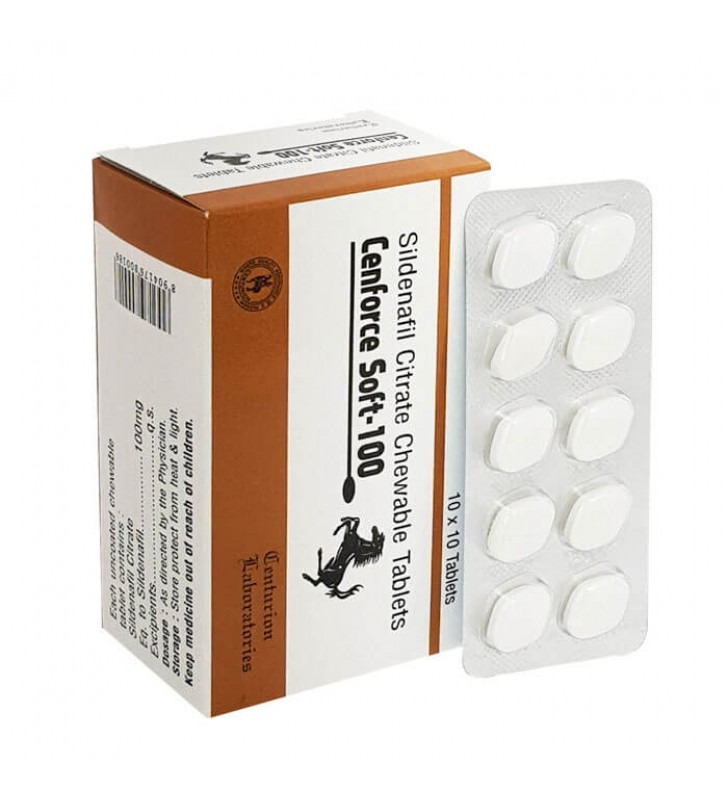 Sildenafil Citrate Chewable Tablets
Cenforce Soft-100
Centurion
Laboratories
Sildenafil Citrate Chewable Tablets
Cenforce Soft-100
10 x 10 Tablets
Centurion
Laboratories
Each uncoated chewable
tablet contains :
Sildenafil Citrate
Eq. to Sildenafil........... 100mg
Excipients....................q.s.
Dosage : As directed by the Physician.
Storage : Store protect from heat & light.
Keep medicine out of reach of children.